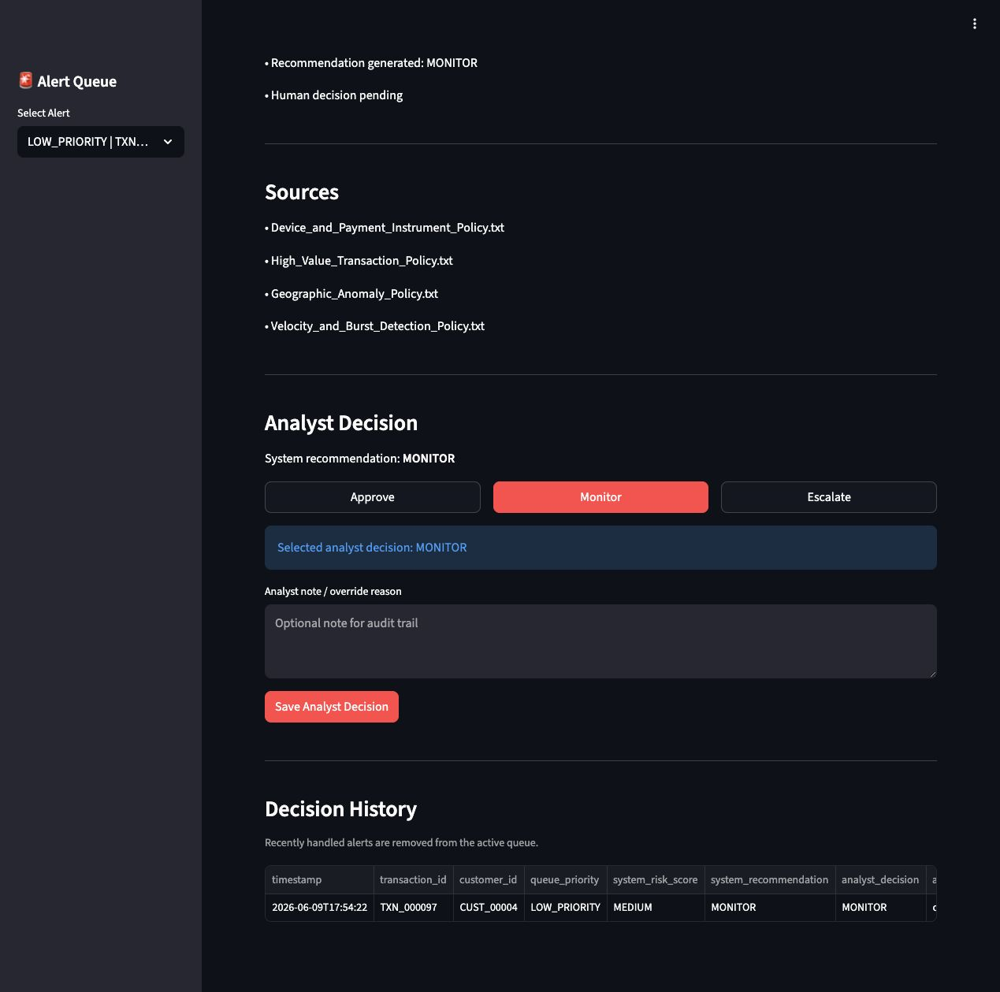 🚨 Alert Queue
Select Alert
LOW_PRIORITY | TXN...
• Recommendation generated: MONITOR
• Human decision pending
Sources
• Device_and_Payment_Instrument_Policy.txt
• High_Value_Transaction_Policy.txt
• Geographic_Anomaly_Policy.txt
• Velocity_and_Burst_Detection_Policy.txt
Analyst Decision
System recommendation: MONITOR
Approve Monitor Escalate
Selected analyst decision: MONITOR
Analyst note / override reason
Optional note for audit trail
Save Analyst Decision
Decision History
Recently handled alerts are removed from the active queue.
timestamp transaction_id customer_id queue_priority system_risk_score system_recommendation analyst_decision a
2026-06-09T17:54:22 TXN_000097 CUST_00004 LOW_PRIORITY MEDIUM MONITOR MONITOR